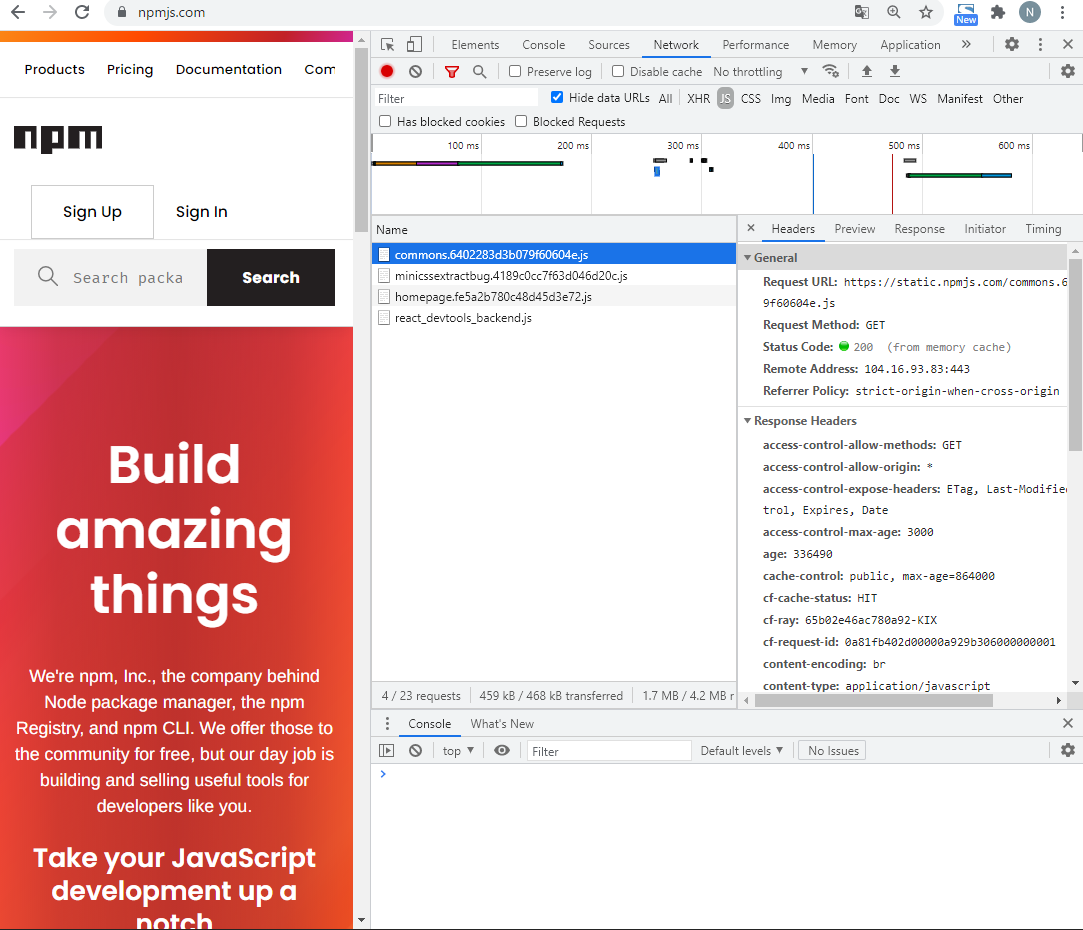 npmjs.com
New
N
Products Pricing Documentation Com
npm
Sign Up Sign In
Search packa Search
Build
amazing
things
We're npm, Inc., the company behind
Node package manager, the npm
Registry, and npm CLI. We offer those to
the community for free, but our day job is
building and selling useful tools for
developers like you.
Take your JavaScript
development up a
notch
Elements Console Sources Network Performance Memory Application »
Preserve log Disable cache No throttling
Filter Hide data URLs All XHR JS CSS Img Media Font Doc WS Manifest Other
Has blocked cookies Blocked Requests
100 ms 200 ms 300 ms 400 ms 500 ms 600 ms
Name
commons.6402283d3b079f60604e.js
minicssextractbug.4189c0cc7f63d046d20c.js
homepage.fe5a2b780c48d45d3e72.js
react_devtools_backend.js
4 / 23 requests 459 kB / 468 kB transferred 1.7 MB / 4.2 MB r
× Headers Preview Response Initiator Timing
General
Request URL: https://static.npmjs.com/commons.6
9f60604e.js
Request Method: GET
Status Code: 200 (from memory cache)
Remote Address: 104.16.93.83:443
Referrer Policy: strict-origin-when-cross-origin
Response Headers
access-control-allow-methods: GET
access-control-allow-origin: *
access-control-expose-headers: ETag, Last-Modified
trol, Expires, Date
access-control-max-age: 3000
age: 336490
cache-control: public, max-age=864000
cf-cache-status: HIT
cf-ray: 65b02e46ac780a92-KIX
cf-request-id: 0a81fb402d00000a929b306000000001
content-encoding: br
content-type: application/javascript
Console What's New
top Filter Default levels No Issues